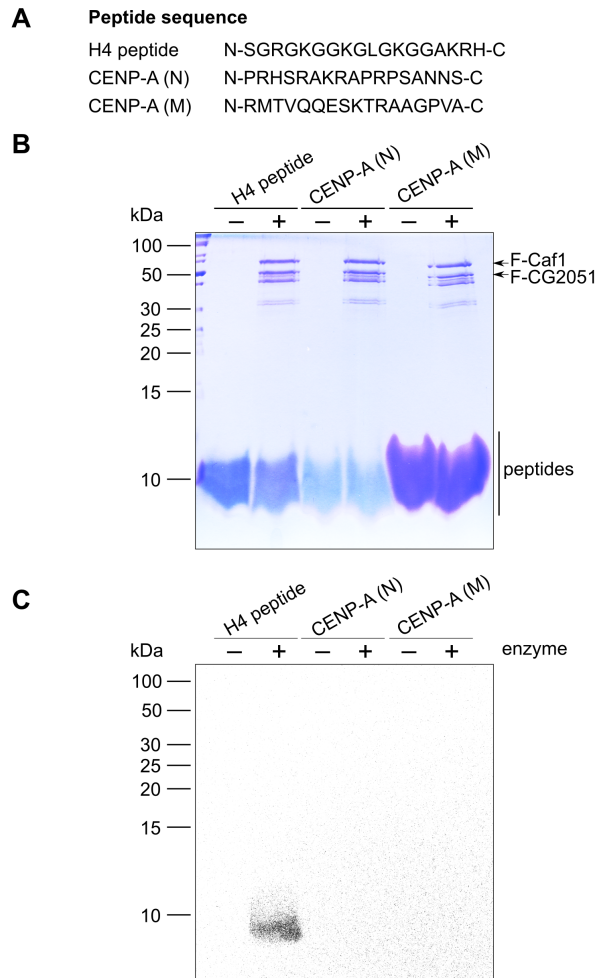 A
Peptide sequence
H4 peptide N-SGRGKGGKGLGKGGAKRH-C
CENP-A (N) N-PRHSRAKRAPRPSANNS-C
CENP-A (M) N-RMTVQQESKTRAAGPVA-C
B
H4 peptide CENP-A (N) CENP-A (M)
kDa − + − + − +
100
50
30
25
20
15
10
F-Caf1
F-CG2051
peptides
C
H4 peptide CENP-A (N) CENP-A (M)
kDa − + − + − + enzyme
100
50
30
25
20
15
10